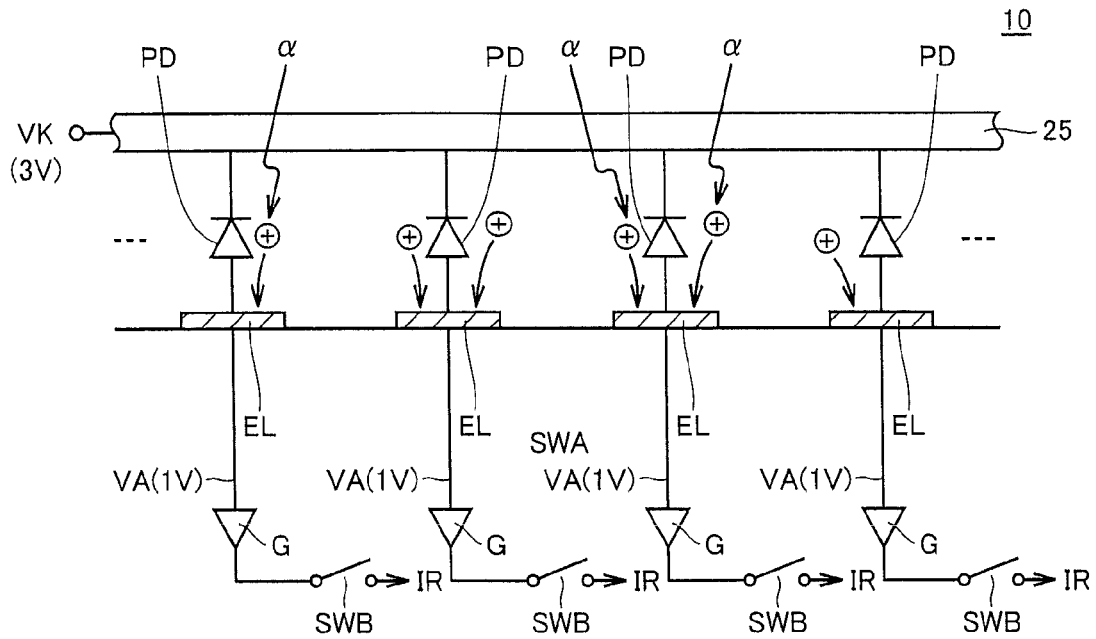 10
PD α PD α PD α PD
VK
(3V)
25
+ + + + + +
EL EL EL EL
SWA
VA(1V) VA(1V) VA(1V) VA(1V)
G G G G
IR IR IR IR
SWB SWB SWB SWB